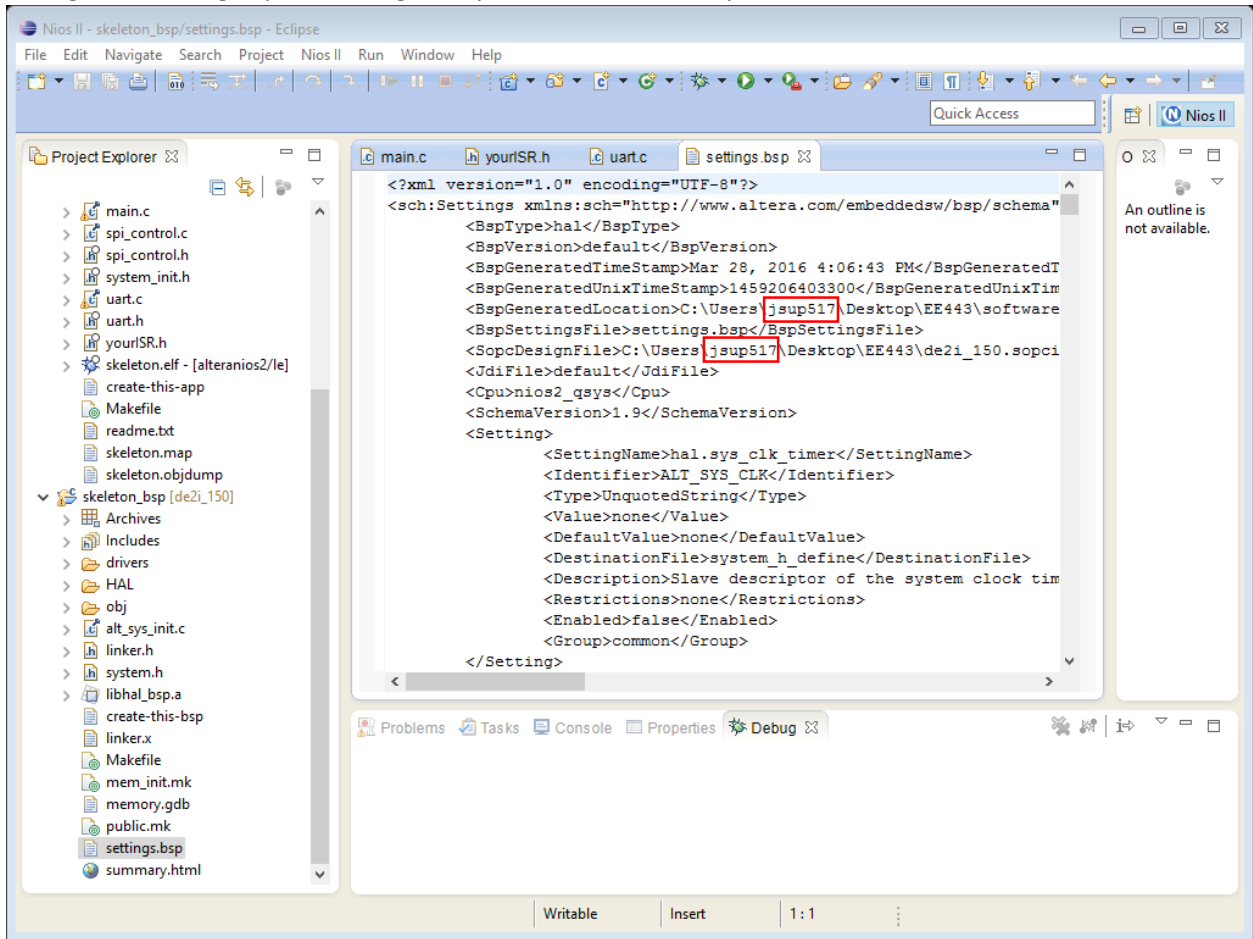 Nios II - skeleton_bsp/settings.bsp - Eclipse
File Edit Navigate Search Project Nios II Run Window Help
Quick Access
Nios II
Project Explorer
main.c
spi_control.c
spi_control.h
system_init.h
uart.c
uart.h
yourISR.h
skeleton.elf - [alteranios2/le]
create-this-app
Makefile
readme.txt
skeleton.map
skeleton.objdump
skeleton_bsp [de2i_150]
Archives
Includes
drivers
HAL
obj
alt_sys_init.c
linker.h
system.h
libhal_bsp.a
create-this-bsp
linker.x
Makefile
mem_init.mk
memory.gdb
public.mk
settings.bsp
summary.html
main.c yourISR.h uart.c settings.bsp
<?xml version="1.0" encoding="UTF-8"?>
<sch:Settings xmlns:sch="http://www.altera.com/embeddedsw/bsp/schema"
<BspType>hal</BspType>
<BspVersion>default</BspVersion>
<BspGeneratedTimeStamp>Mar 28, 2016 4:06:43 PM</BspGeneratedT
<BspGeneratedUnixTimeStamp>1459206403300</BspGeneratedUnixTim
<BspGeneratedLocation>C:\Users\jsup517\Desktop\EE443\software
<BspSettingsFile>settings.bsp</BspSettingsFile>
<SopcDesignFile>C:\Users\jsup517\Desktop\EE443\de2i_150.sopci
<JdiFile>default</JdiFile>
<Cpu>nios2_qsys</Cpu>
<SchemaVersion>1.9</SchemaVersion>
<Setting>
<SettingName>hal.sys_clk_timer</SettingName>
<Identifier>ALT_SYS_CLK</Identifier>
<Type>UnquotedString</Type>
<Value>none</Value>
<DefaultValue>none</DefaultValue>
<DestinationFile>system_h_define</DestinationFile>
<Description>Slave descriptor of the system clock tim
<Restrictions>none</Restrictions>
<Enabled>false</Enabled>
<Group>common</Group>
</Setting>
O
An outline is
not available.
Problems Tasks Console Properties Debug
Writable Insert 1 : 1